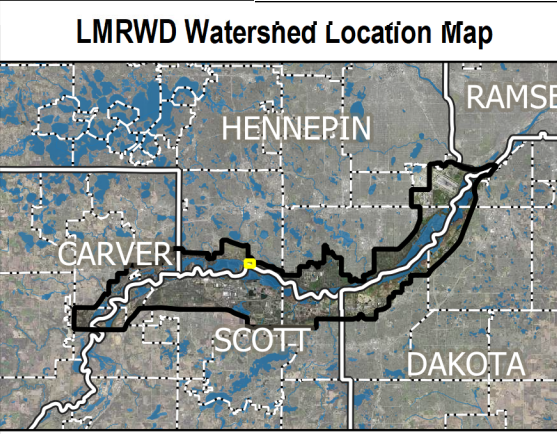 LMRWD Watershed Location Map
RAMSE
HENNEPIN
CARVER
SCOTT
DAKOTA